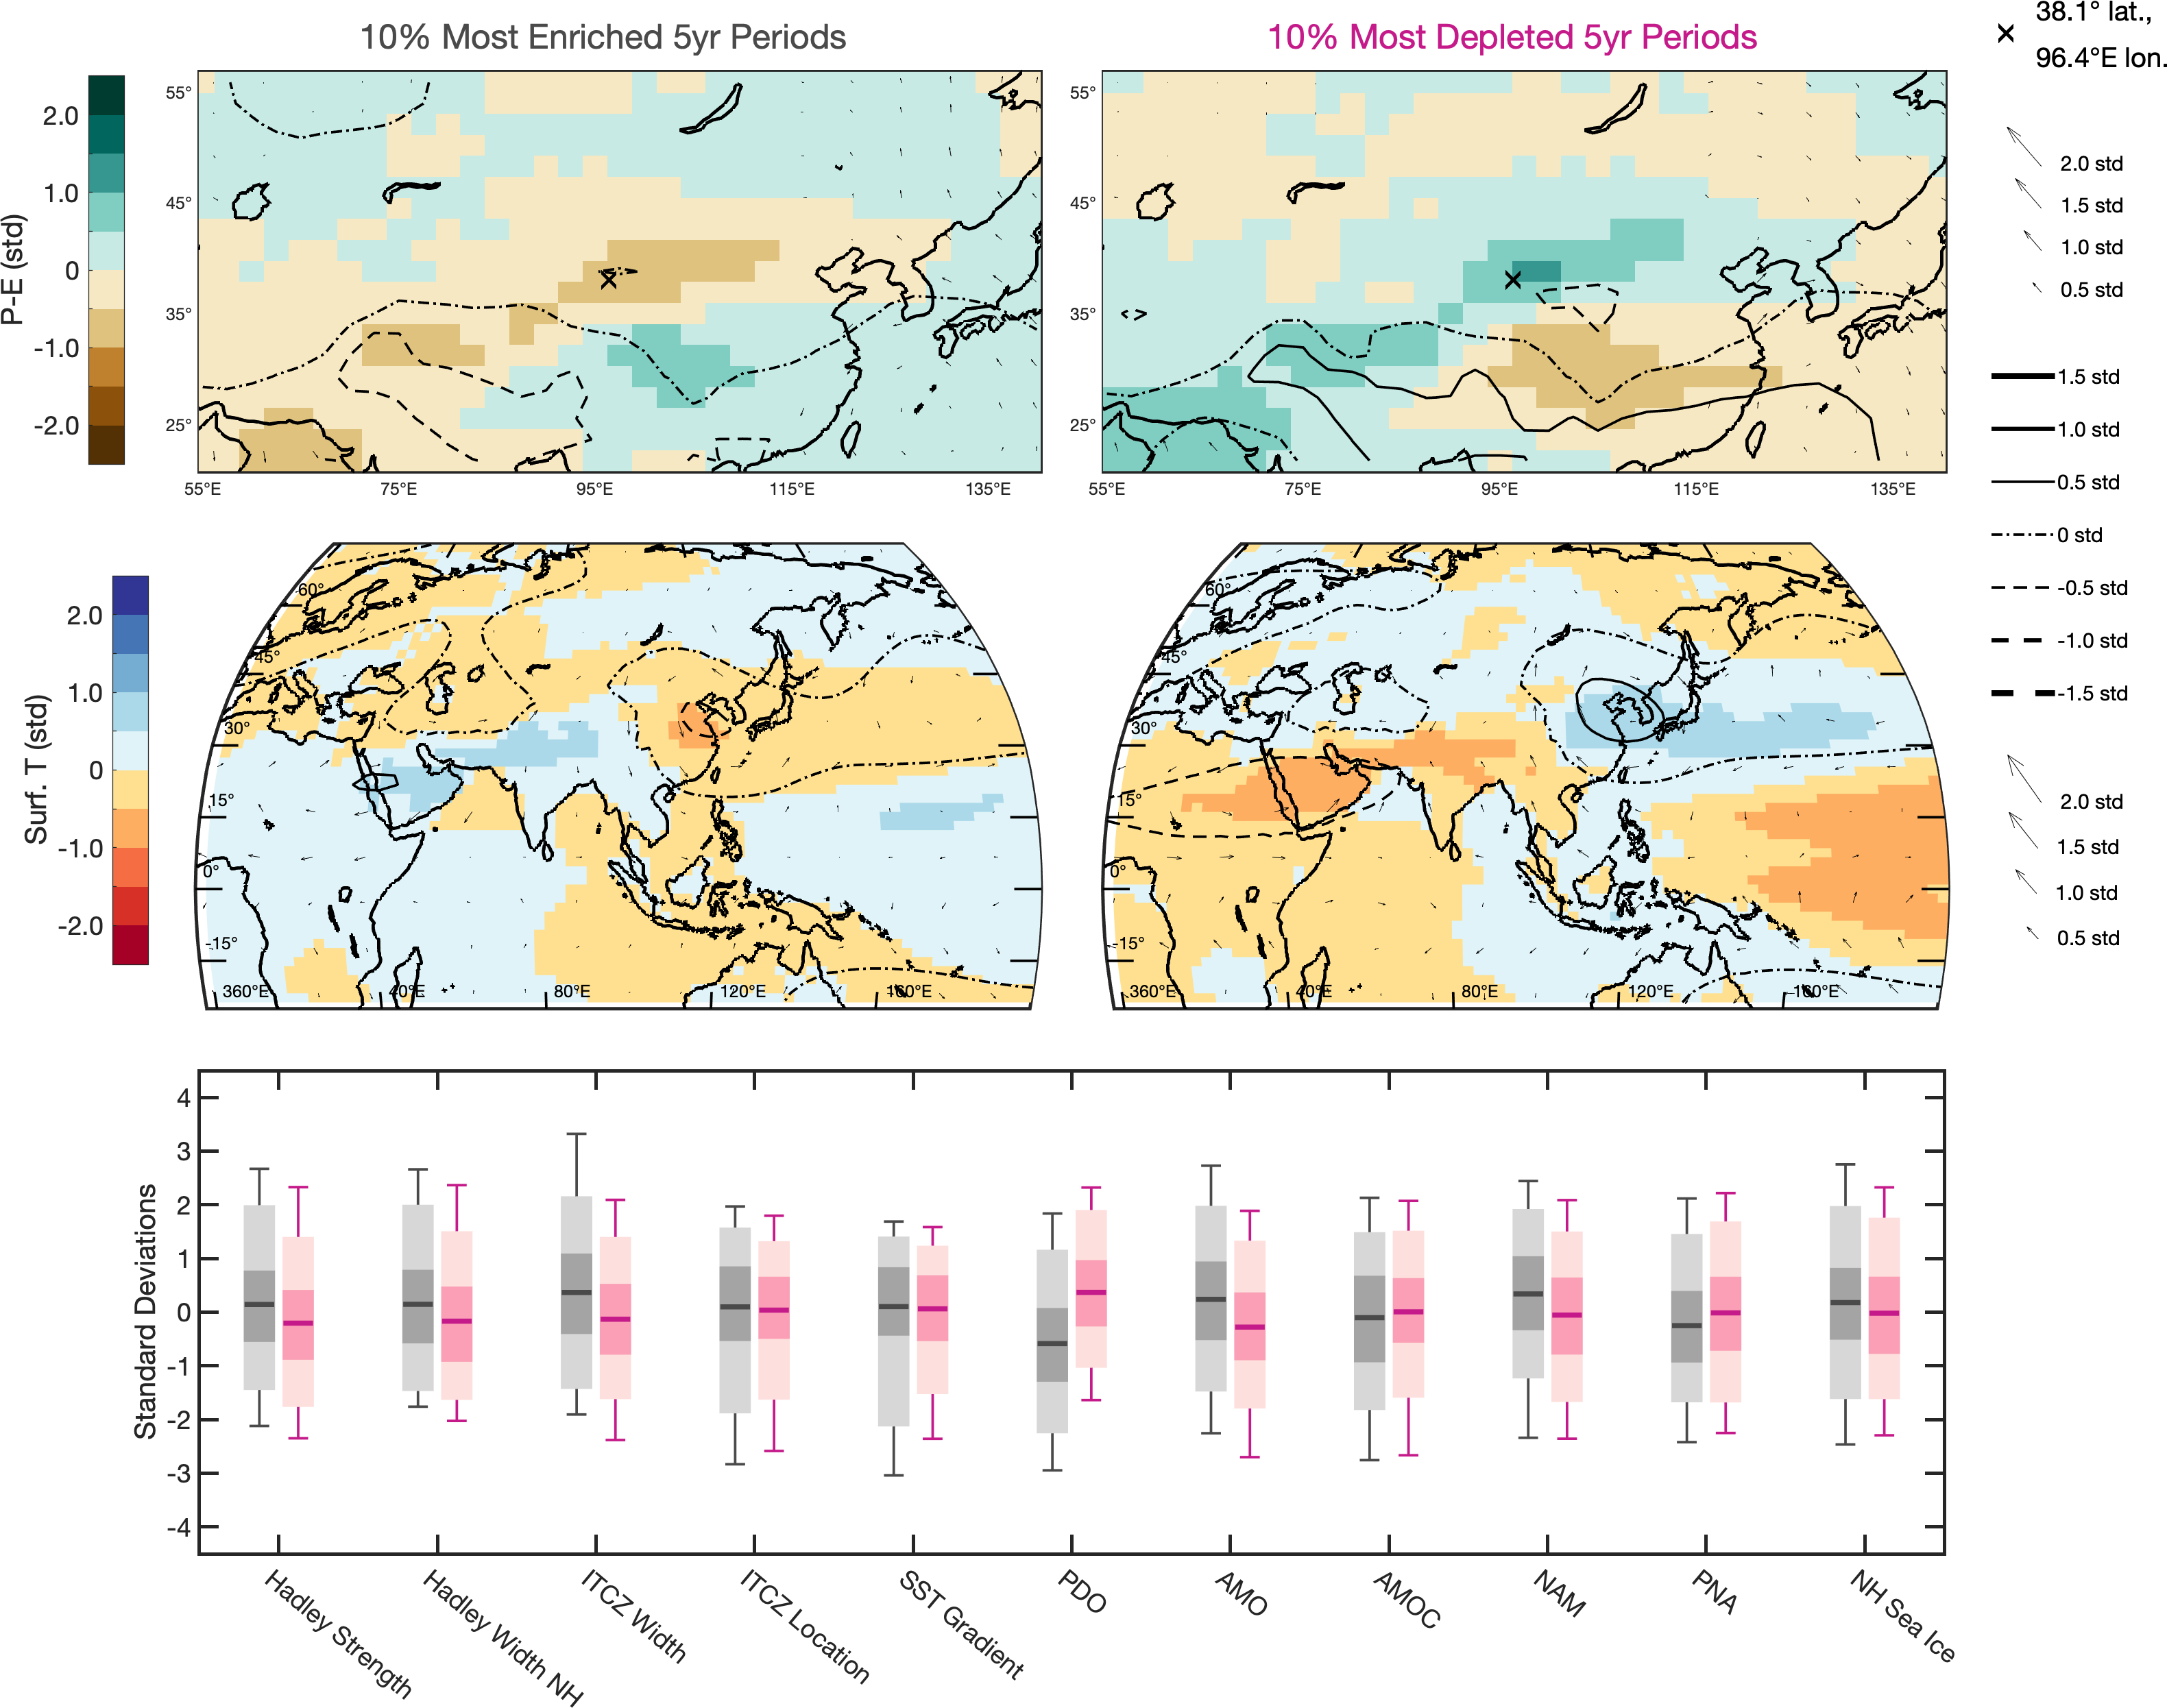 10% Most Enriched 5yr Periods
10% Most Depleted 5yr Periods
38.1° lat.,
96.4°E lon.
P-E (std)
2.0
1.0
0
-1.0
-2.0
55°
45°
35°
25°
55°E
75°E
95°E
115°E
135°E
55°
45°
35°
25°
55°E
75°E
95°E
115°E
135°E
2.0 std
1.5 std
1.0 std
0.5 std
1.5 std
1.0 std
0.5 std
0 std
-0.5 std
-1.0 std
-1.5 std
Surf. T (std)
2.0
1.0
0
-1.0
-2.0
60°
45°
30°
15°
0°
-15°
360°E
40°E
80°E
120°E
160°E
60°
45°
30°
15°
0°
-15°
360°E
40°E
80°E
120°E
160°E
2.0 std
1.5 std
1.0 std
0.5 std
Standard Deviations
4
3
2
1
0
-1
-2
-3
-4
Hadley Strength
Hadley Width NH
ITCZ Width
ITCZ Location
SST Gradient
PDO
AMO
AMOC
NAM
PNA
NH Sea Ice